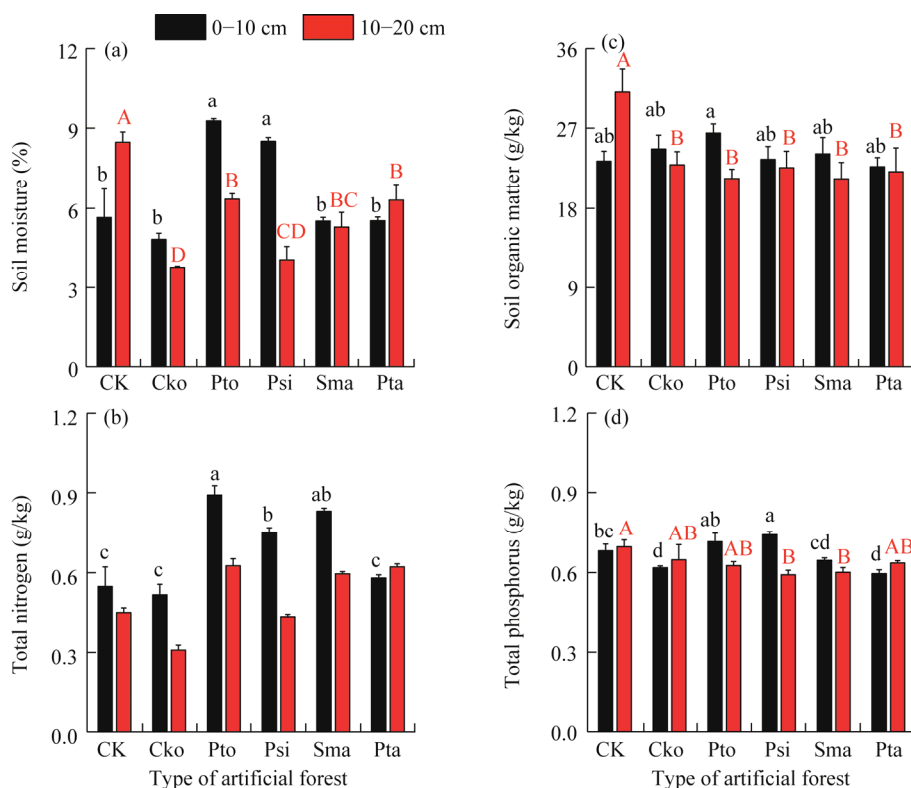 0−10 cm 10−20 cm
(a)
Soil moisture (%)
12
9
6
3
0
b A
b D
a B
a CD
b BC
b B
CK Cko Pto Psi Sma Pta
(c)
Soil organic matter (g/kg)
36
27
18
9
0
ab A
ab B
a B
ab B
ab B
ab B
CK Cko Pto Psi Sma Pta
(b)
Total nitrogen (g/kg)
1.2
0.9
0.6
0.3
0.0
c
c
a
b
ab
c
CK Cko Pto Psi Sma Pta
Type of artificial forest
(d)
Total phosphorus (g/kg)
1.2
0.9
0.6
0.3
0.0
bc A
d AB
ab AB
a B
cd B
d AB
CK Cko Pto Psi Sma Pta
Type of artificial forest